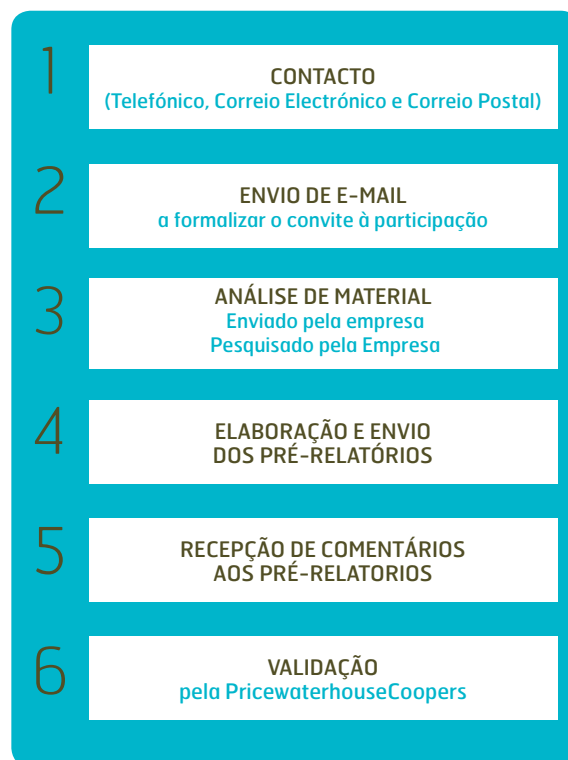 1
CONTACTO
(Telefónico, Correio Electrónico e Correio Postal)
2
ENVIO DE E-MAIL
a formalizar o convite à participação
3
ANÁLISE DE MATERIAL
Enviado pela empresa
Pesquisado pela Empresa
4
ELABORAÇÃO E ENVIO
DOS PRÉ-RELATÓRIOS
5
RECEPÇÃO DE COMENTÁRIOS
AOS PRÉ-RELATORIOS
6
VALIDAÇÃO
pela PricewaterhouseCoopers